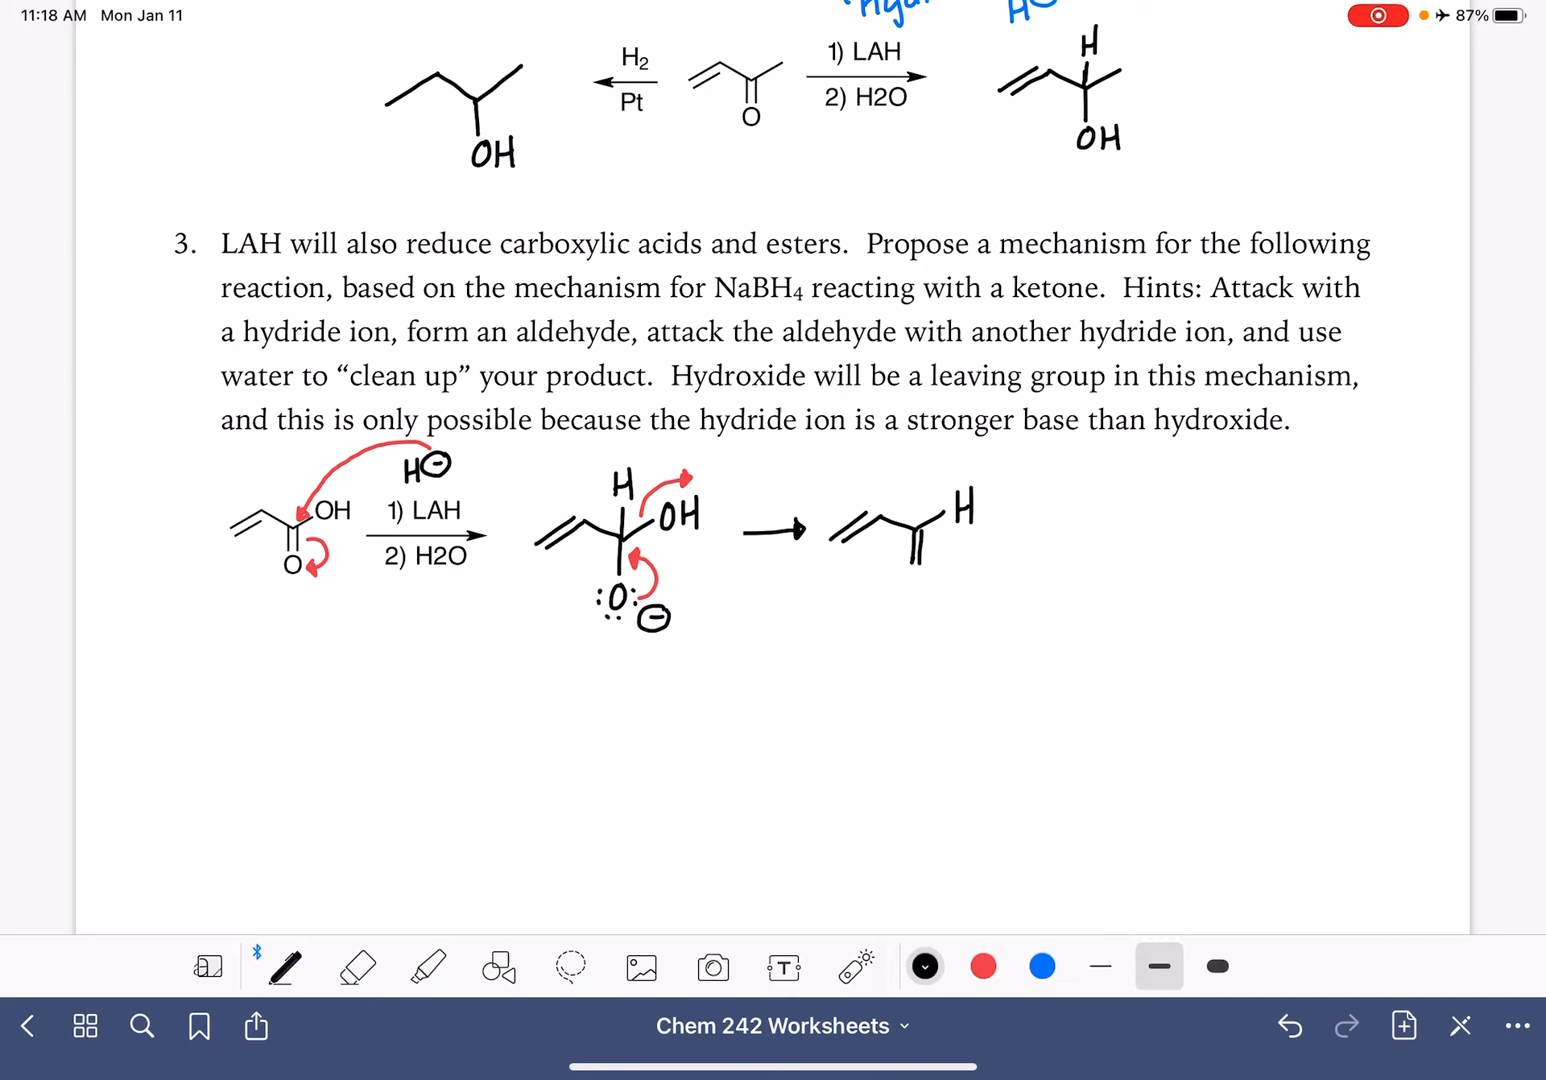 11:18 AM Mon Jan 11
87%
H
H₂
1) LAH
H
Pt
2) H2O
O
OH
OH
3. LAH will also reduce carboxylic acids and esters. Propose a mechanism for the following
reaction, based on the mechanism for NaBH4 reacting with a ketone. Hints: Attack with
a hydride ion, form an aldehyde, attack the aldehyde with another hydride ion, and use
water to “clean up” your product. Hydroxide will be a leaving group in this mechanism,
and this is only possible because the hydride ion is a stronger base than hydroxide.
H⊖
H
OH 1) LAH
OH
H
O
2) H2O
:O: ⊖
T
Chem 242 Worksheets